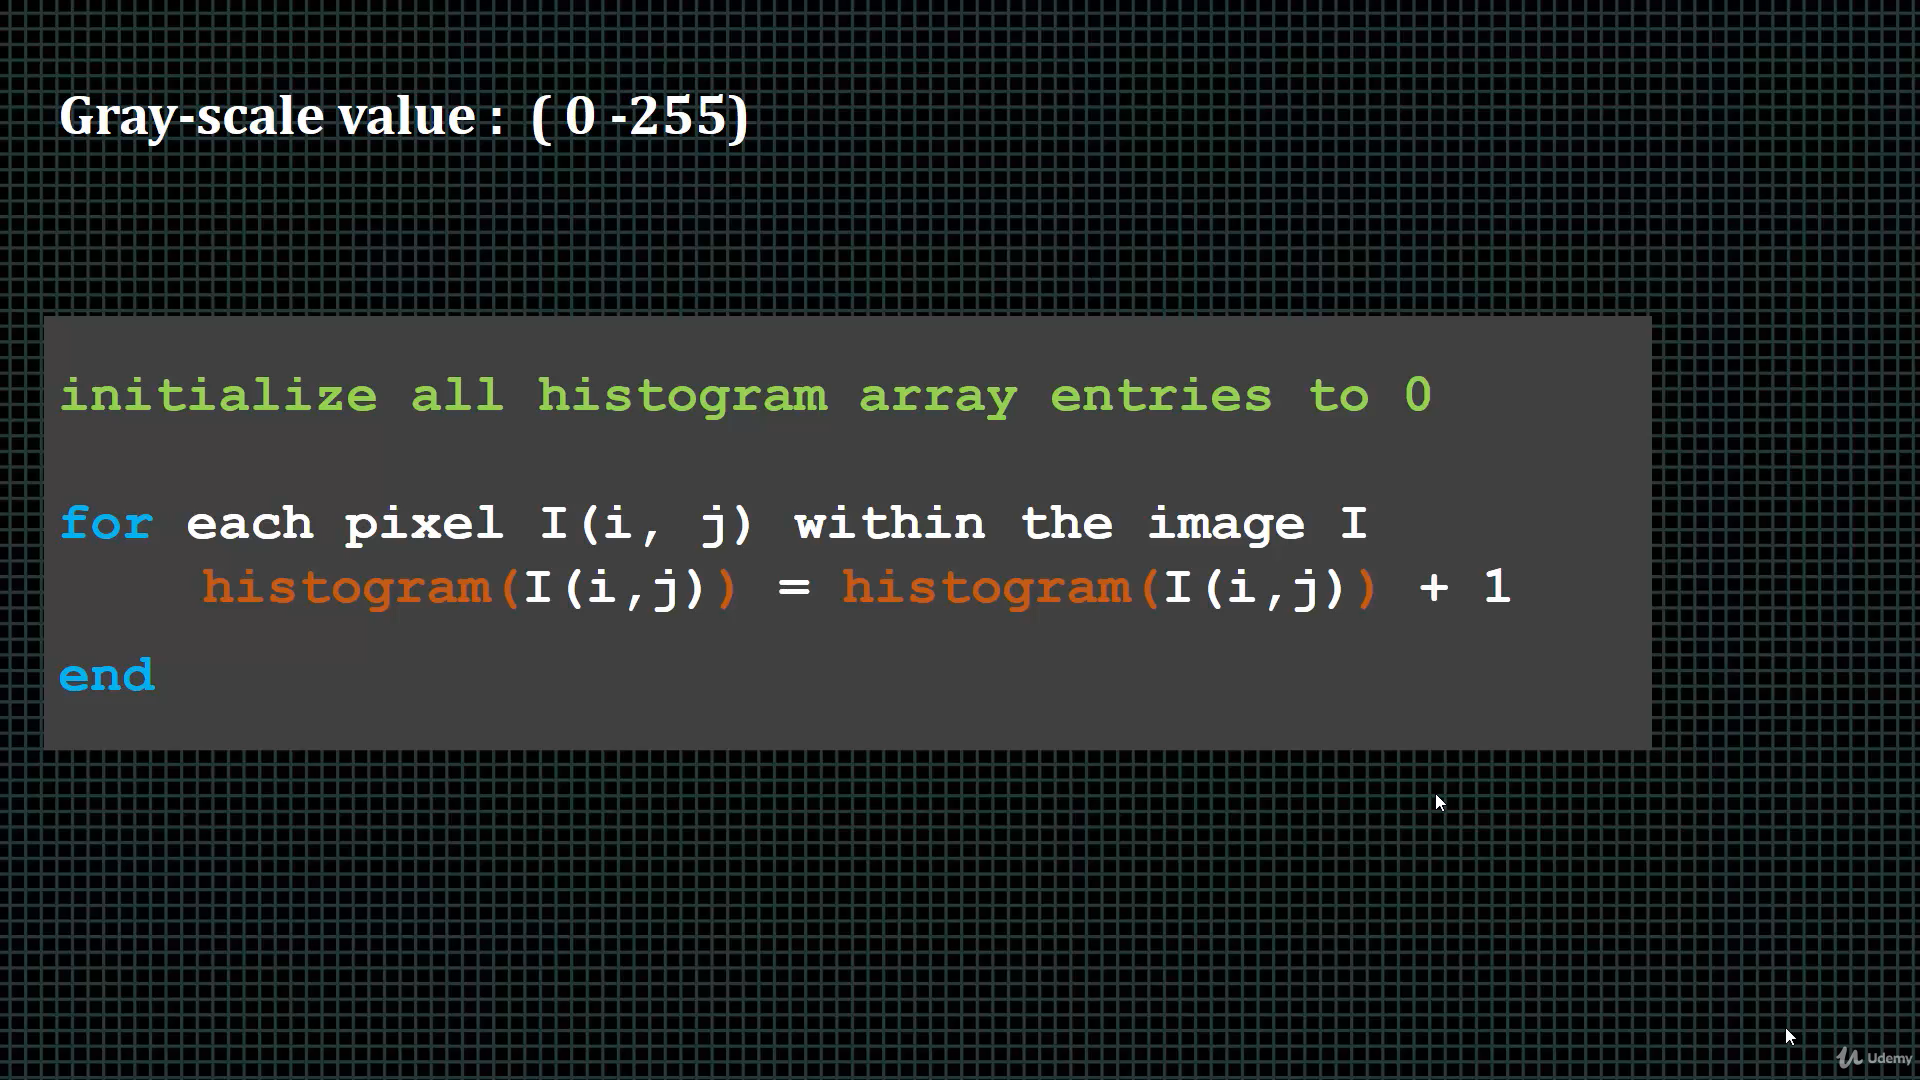 Gray-scale value : ( 0 -255)
initialize all histogram array entries to 0
for each pixel I(i, j) within the image I
histogram(I(i,j)) = histogram(I(i,j)) + 1
end
Udemy